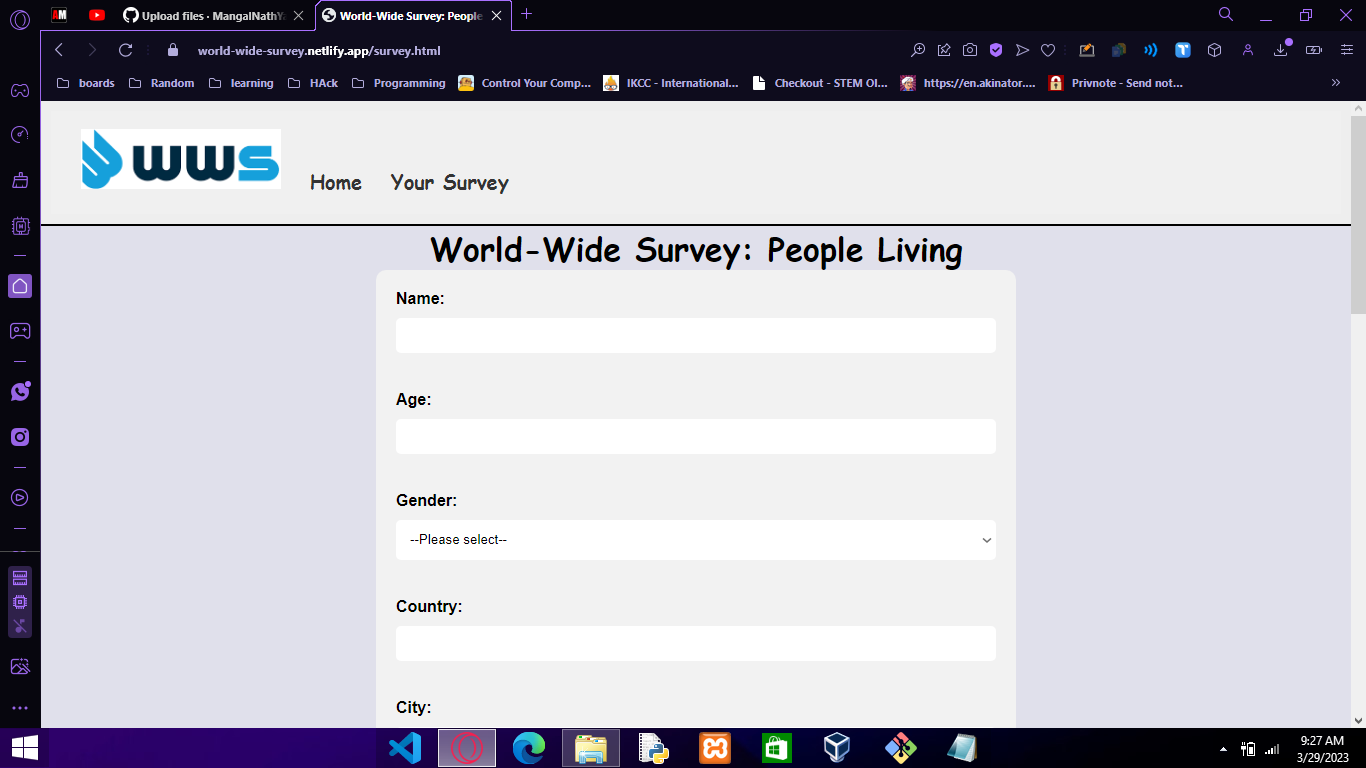 Upload files · MangalNathYa
World-Wide Survey: People
world-wide-survey.netlify.app/survey.html
boards
Random
learning
HAck
Programming
Control Your Comp...
IKCC - International...
Checkout - STEM Ol...
https://en.akinator....
Privnote - Send not...
wws
Home
Your Survey
World-Wide Survey: People Living
Name:
Age:
Gender:
--Please select--
Country:
City:
9:27 AM
3/29/2023